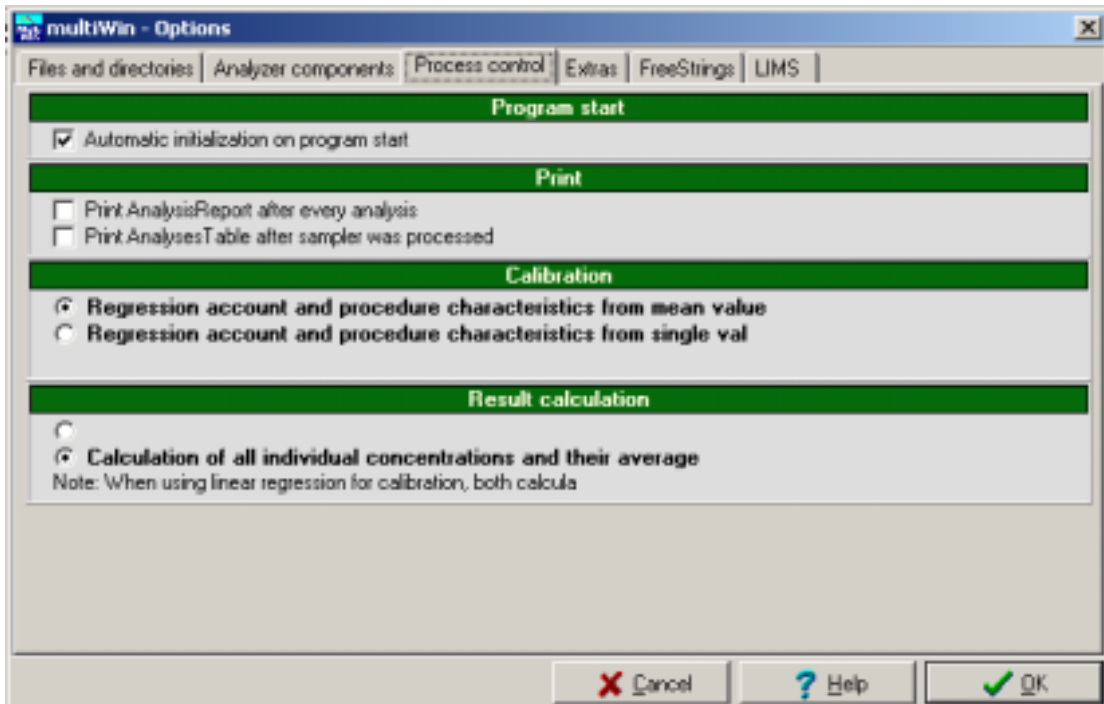 multiWin - Options
Files and directories Analyzer components Process control Extras FreeStrings LIMS
Program start
Automatic initialization on program start
Print
Print AnalysisReport after every analysis
Print AnalysesTable after sampler was processed
Calibration
Regression account and procedure characteristics from mean value
Regression account and procedure characteristics from single val
Result calculation
Calculation of all individual concentrations and their average
Note: When using linear regression for calibration, both calcula
Cancel Help OK